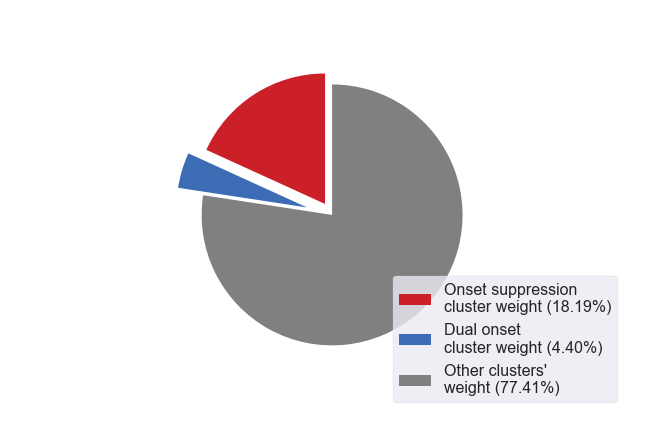 Onset suppression
cluster weight (18.19%)
Dual onset
cluster weight (4.40%)
Other clusters'
weight (77.41%)